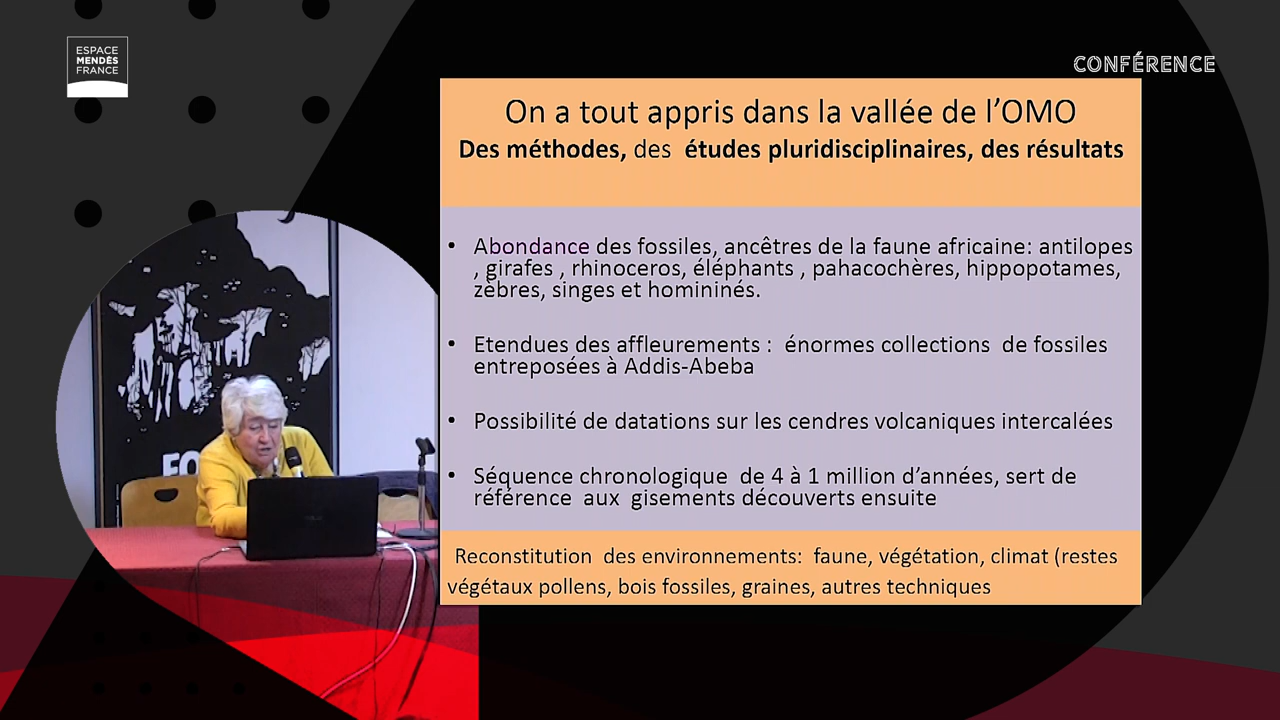 ESPACE
MENDÈS
FRANCE
CONFÉRENCE
On a tout appris dans la vallée de l’OMO
Des méthodes, des études pluridisciplinaires, des résultats
• Abondance des fossiles, ancêtres de la faune africaine: antilopes
, girafes , rhinoceros, éléphants , pahacochères, hippopotames,
zèbres, singes et homininés.
• Etendues des affleurements : énormes collections de fossiles
entreposées à Addis-Abeba
• Possibilité de datations sur les cendres volcaniques intercalées
• Séquence chronologique de 4 à 1 million d’années, sert de
référence aux gisements découverts ensuite
Reconstitution des environnements: faune, végétation, climat (restes
végétaux pollens, bois fossiles, graines, autres techniques
FO